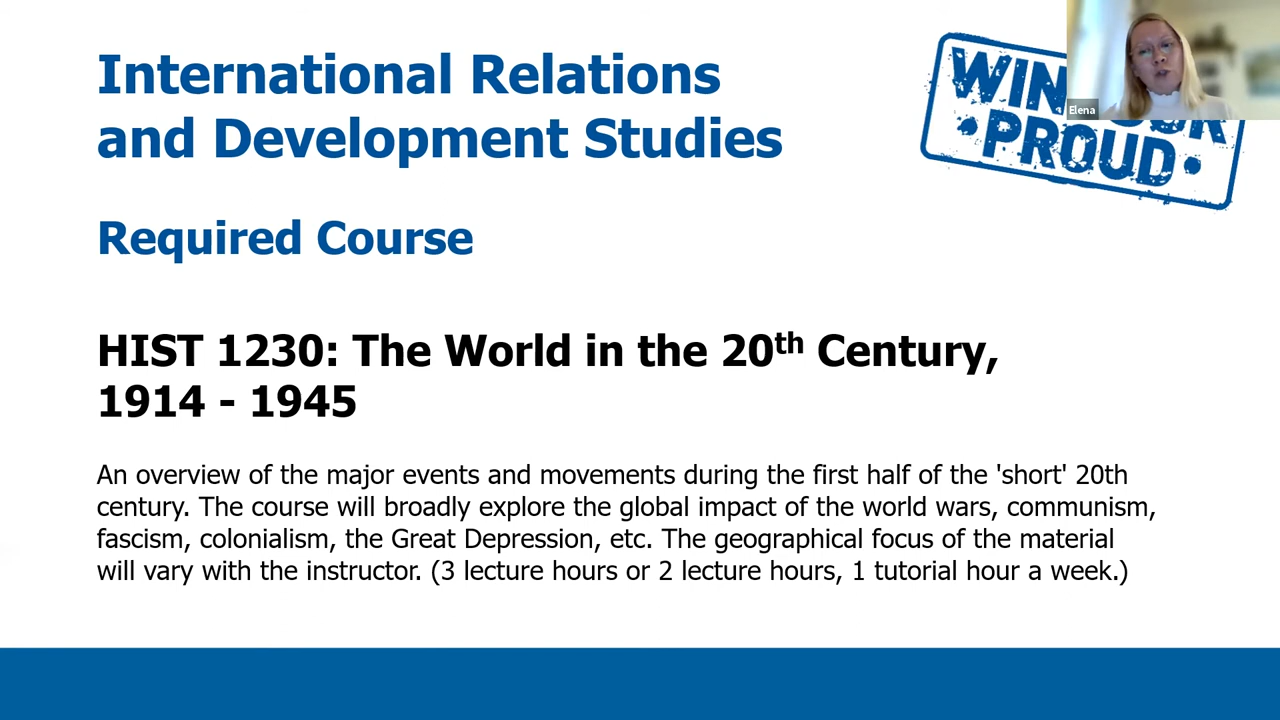 International Relations
and Development Studies
WIN
PROUD
Elena
Required Course
HIST 1230: The World in the 20th Century,
1914 - 1945
An overview of the major events and movements during the first half of the 'short' 20th
century. The course will broadly explore the global impact of the world wars, communism,
fascism, colonialism, the Great Depression, etc. The geographical focus of the material
will vary with the instructor. (3 lecture hours or 2 lecture hours, 1 tutorial hour a week.)